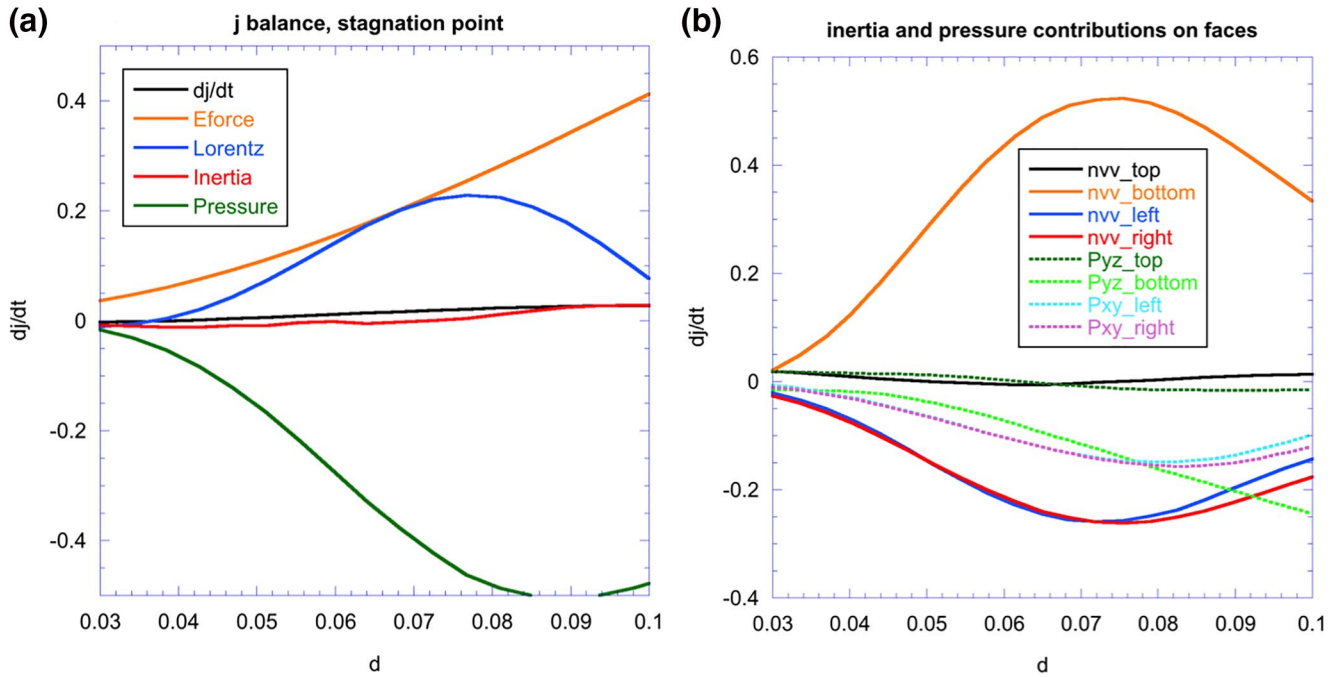 (a)
j balance, stagnation point
dj/dt
Eforce
Lorentz
Inertia
Pressure
0.4
0.2
0
-0.2
-0.4
dj/dt
0.03 0.04 0.05 0.06 0.07 0.08 0.09 0.1
d
(b)
inertia and pressure contributions on faces
nvv_top
nvv_bottom
nvv_left
nvv_right
Pyz_top
Pyz_bottom
Pxy_left
Pxy_right
0.6
0.4
0.2
0
-0.2
-0.4
dj/dt
0.03 0.04 0.05 0.06 0.07 0.08 0.09 0.1
d